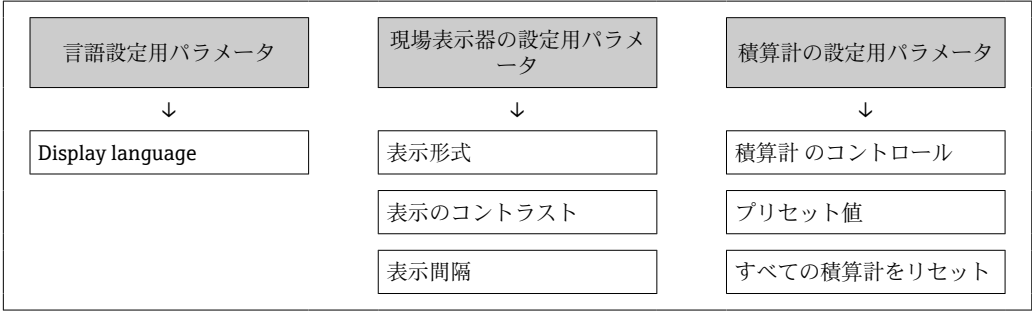 言語設定用パラメータ
現場表示器の設定用パラメ
ータ
積算計の設定用パラメータ
↓
↓
↓
Display language
表示形式
積算計 のコントロール
表示のコントラスト
プリセット値
表示間隔
すべての積算計をリセット